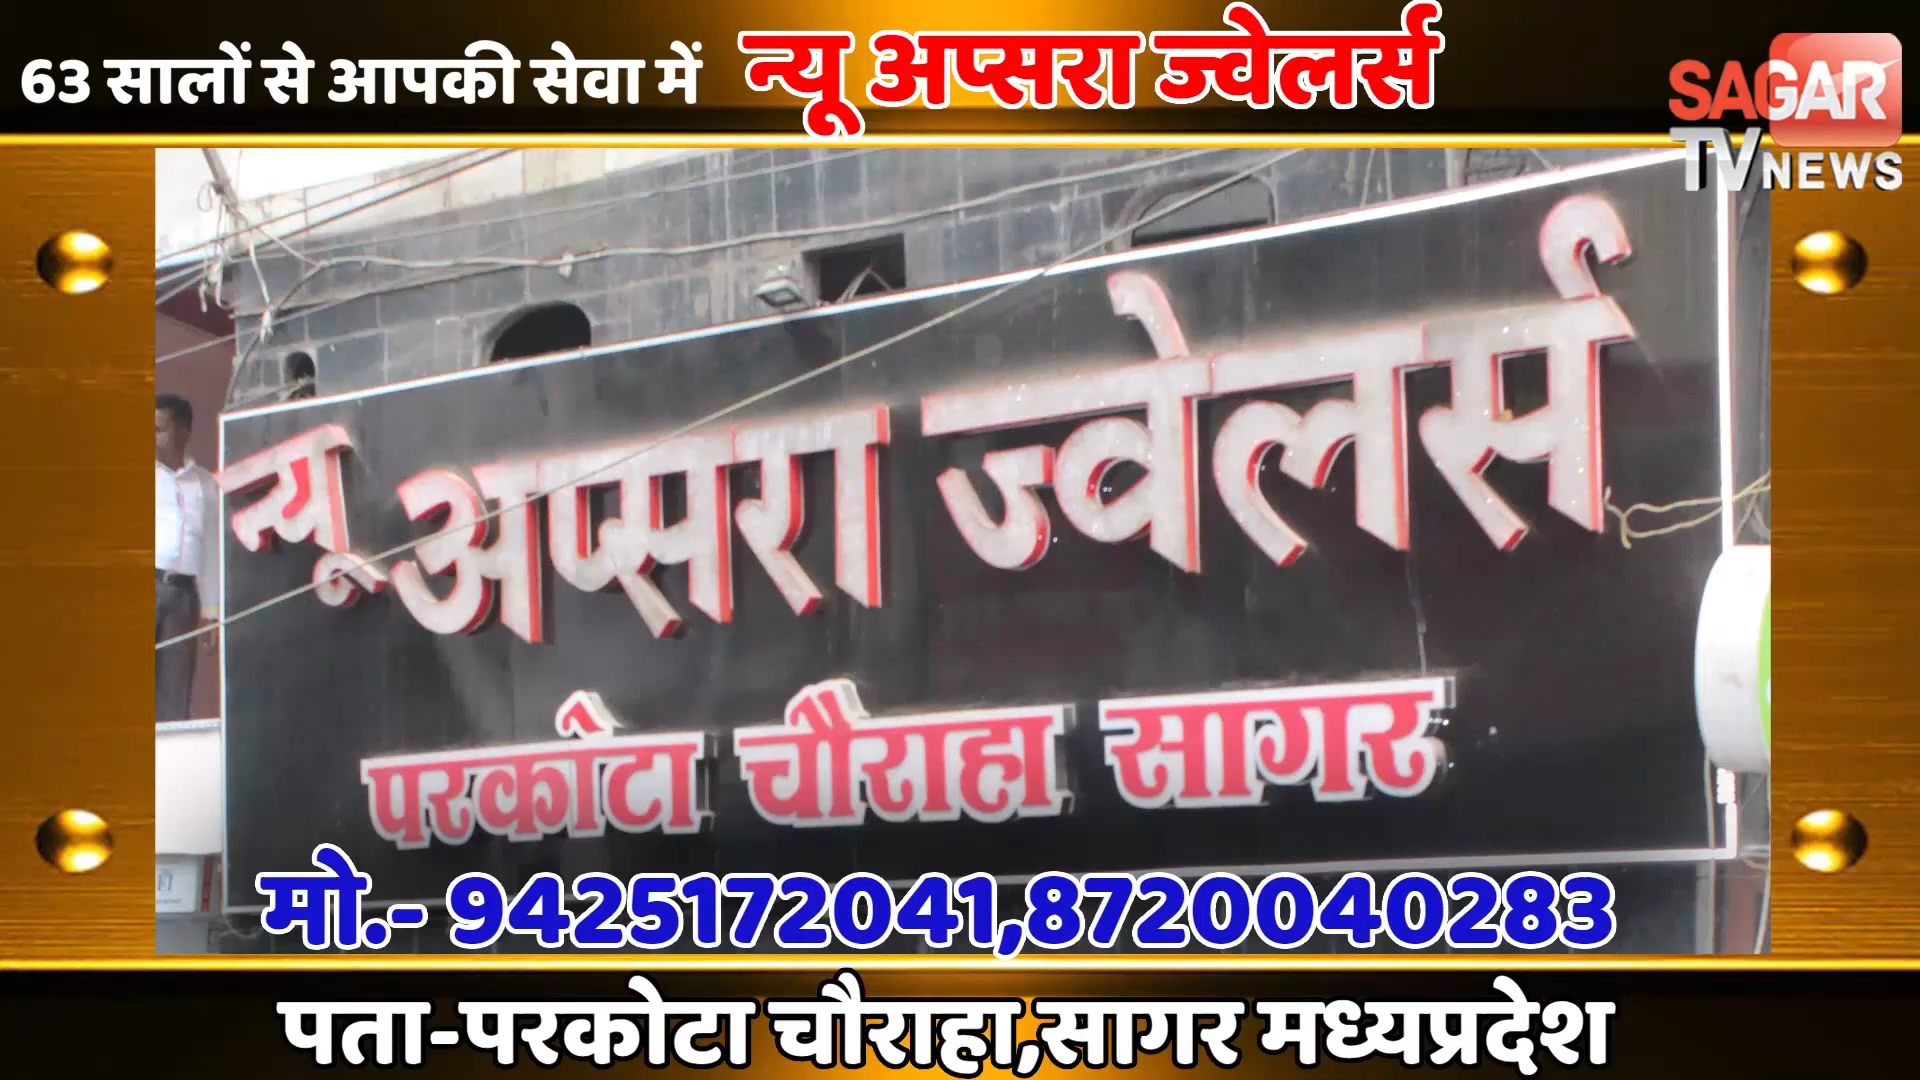 63 सालों से आपकी सेवा में न्यू अप्सरा ज्वेलर्स
SAGAR
TV NEWS
न्यू अप्सरा ज्वेलर्स
परकोटा चौराहा सागर
मो.- 9425172041,8720040283
पता-परकोटा चौराहा,सागर मध्यप्रदेश